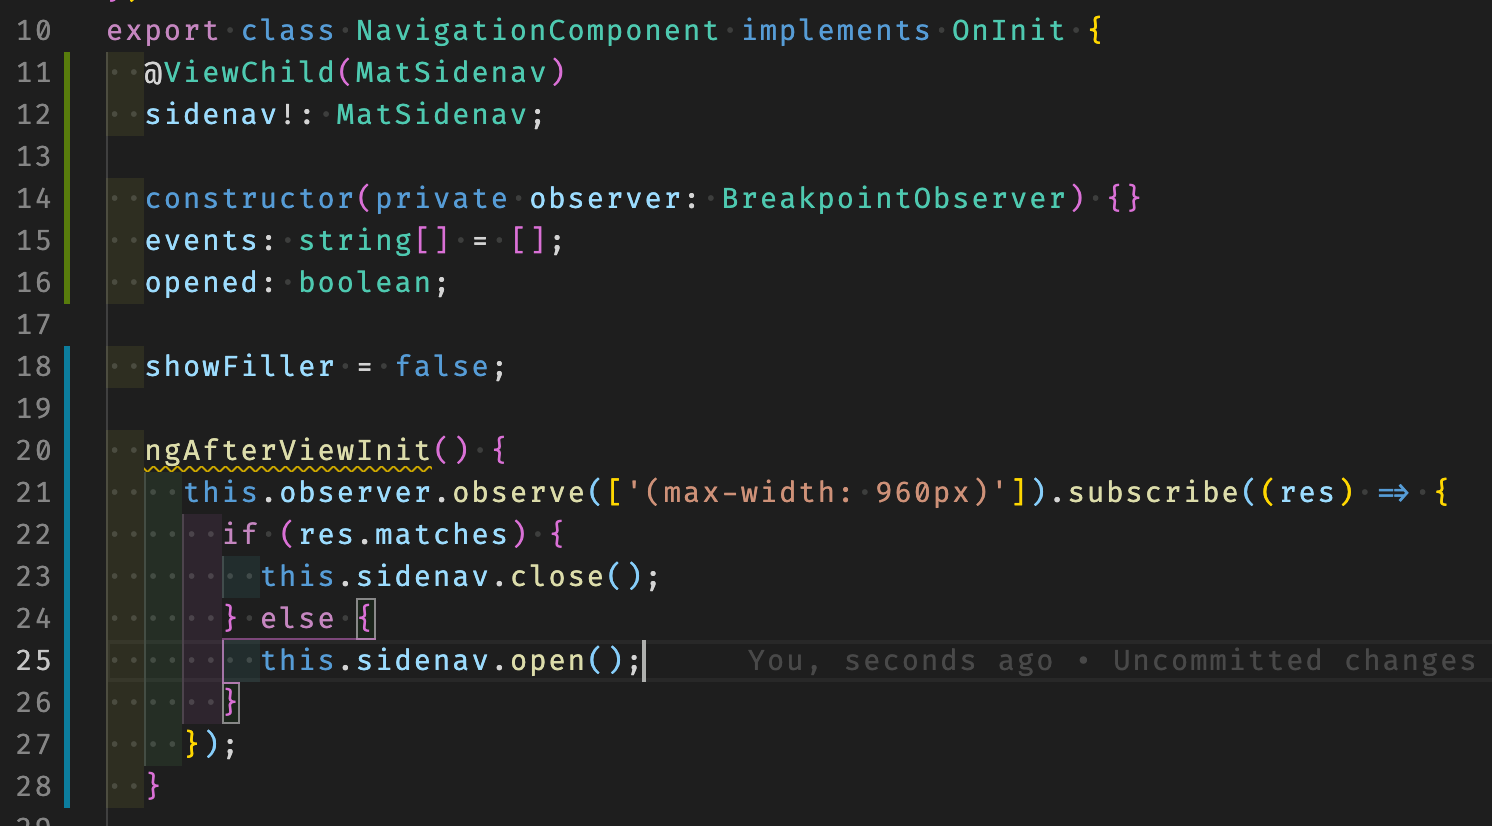 10 export class NavigationComponent implements OnInit {
11 @ViewChild(MatSidenav)
12 sidenav!: MatSidenav;
13
14 constructor(private observer: BreakpointObserver) {}
15 events: string[] = [];
16 opened: boolean;
17
18 showFiller = false;
19
20 ngAfterViewInit() {
21 this.observer.observe(['(max-width: 960px)']).subscribe((res) => {
22 if (res.matches) {
23 this.sidenav.close();
24 } else {
25 this.sidenav.open(); You, seconds ago • Uncommitted changes
26 }
27 });
28 }